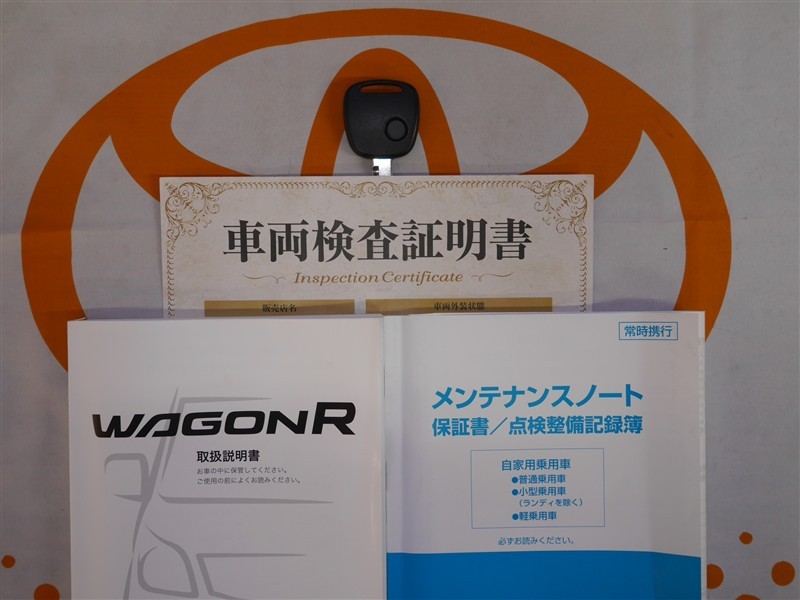 車両検査証明書
Inspection Certificate
販売店名
車両外装状態
WAGON R
取扱説明書
お車の中に保管してください。
ご使用の前によくお読みください。
常時携行
メンテナンスノート
保証書／点検整備記録簿
自家用乗用車
●普通乗用車
●小型乗用車
（ランディを除く）
●軽乗用車
必ずお読みください。